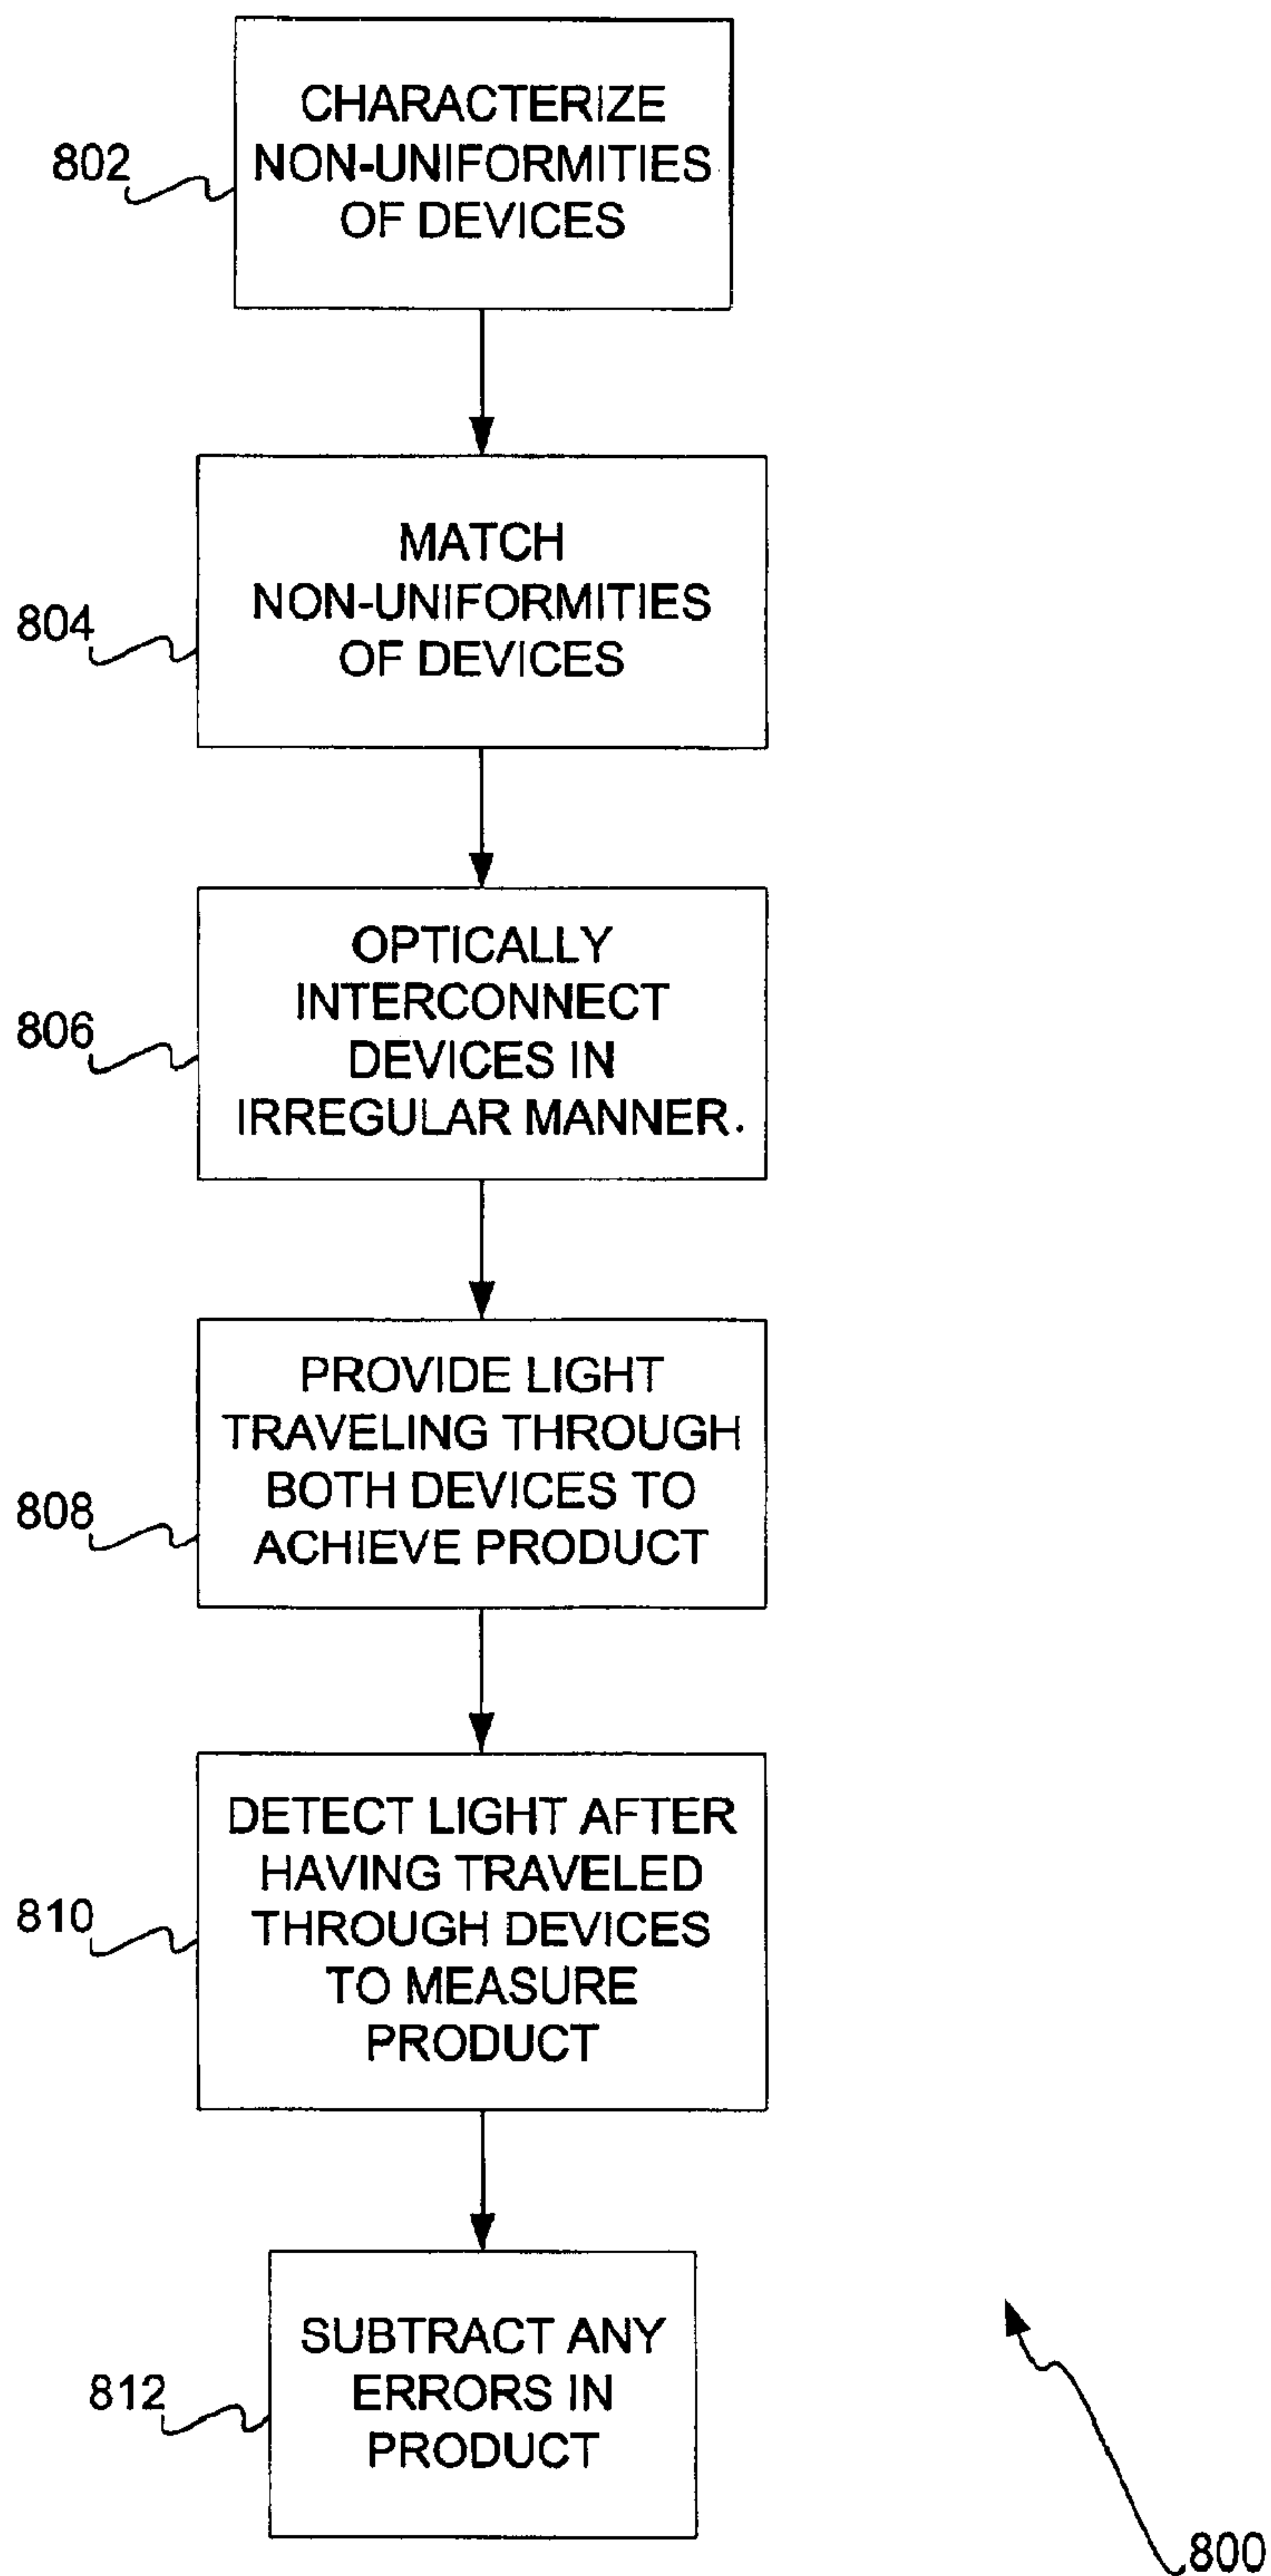 CHARACTERIZE
NON-UNIFORMITIES
OF DEVICES
802
MATCH
NON-UNIFORMITIES
OF DEVICES
804
OPTICALLY
INTERCONNECT
DEVICES IN
IRREGULAR MANNER.
806
PROVIDE LIGHT
TRAVELING THROUGH
BOTH DEVICES TO
ACHIEVE PRODUCT
808
DETECT LIGHT AFTER
HAVING TRAVELED
THROUGH DEVICES
TO MEASURE
PRODUCT
810
SUBTRACT ANY
ERRORS IN
PRODUCT
812
800